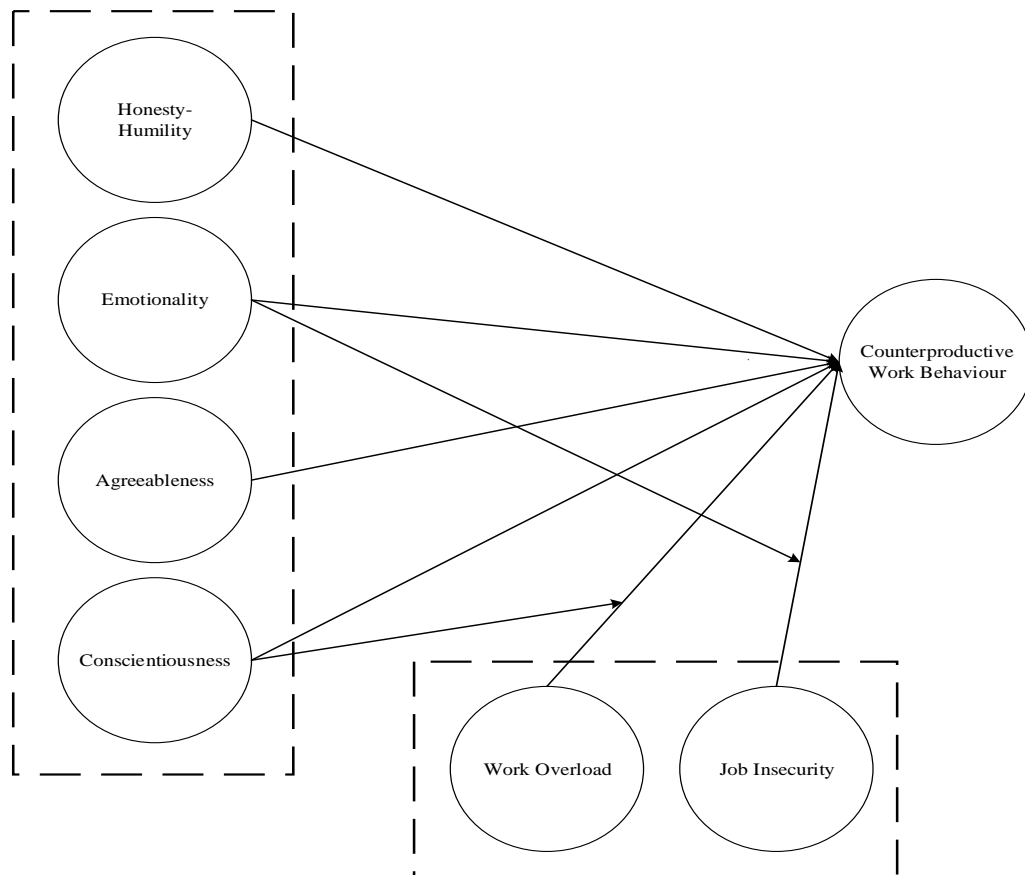 Honesty-
Humility
Emotionality
Counterproductive
Work Behaviour
Agreeableness
Conscientiousness
Work Overload
Job Insecurity